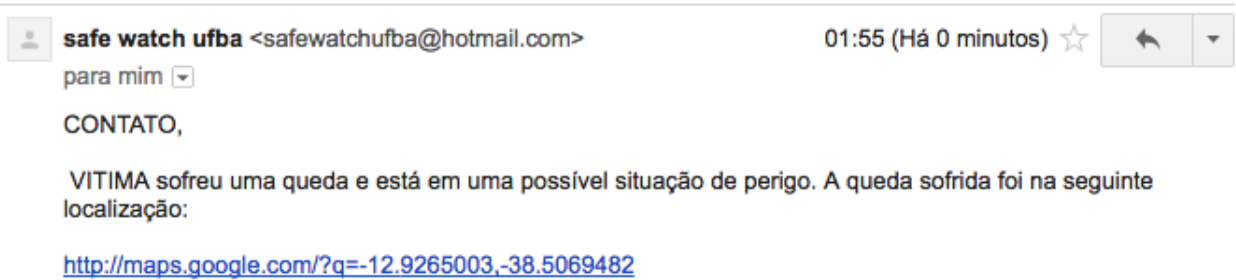 safe watch ufba <safewatchufba@hotmail.com> 01:55 (Há 0 minutos)
para mim
CONTATO,
VITIMA sofreu uma queda e está em uma possível situação de perigo. A queda sofrida foi na seguinte
localização:
http://maps.google.com/?q=-12.9265003,-38.5069482